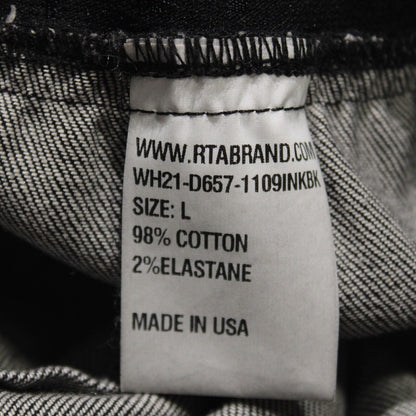 WWW.RTABRAND.COM
WH21-D657-1109INKBK
SIZE: L
98% COTTON
2%ELASTANE
MADE IN USA